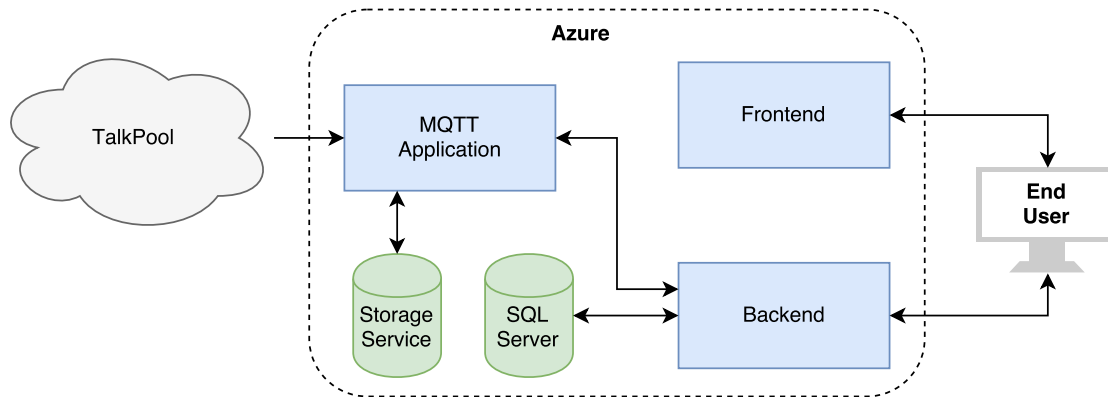 Azure
TalkPool
MQTT
Application
Frontend
End
User
Storage
Service
SQL
Server
Backend